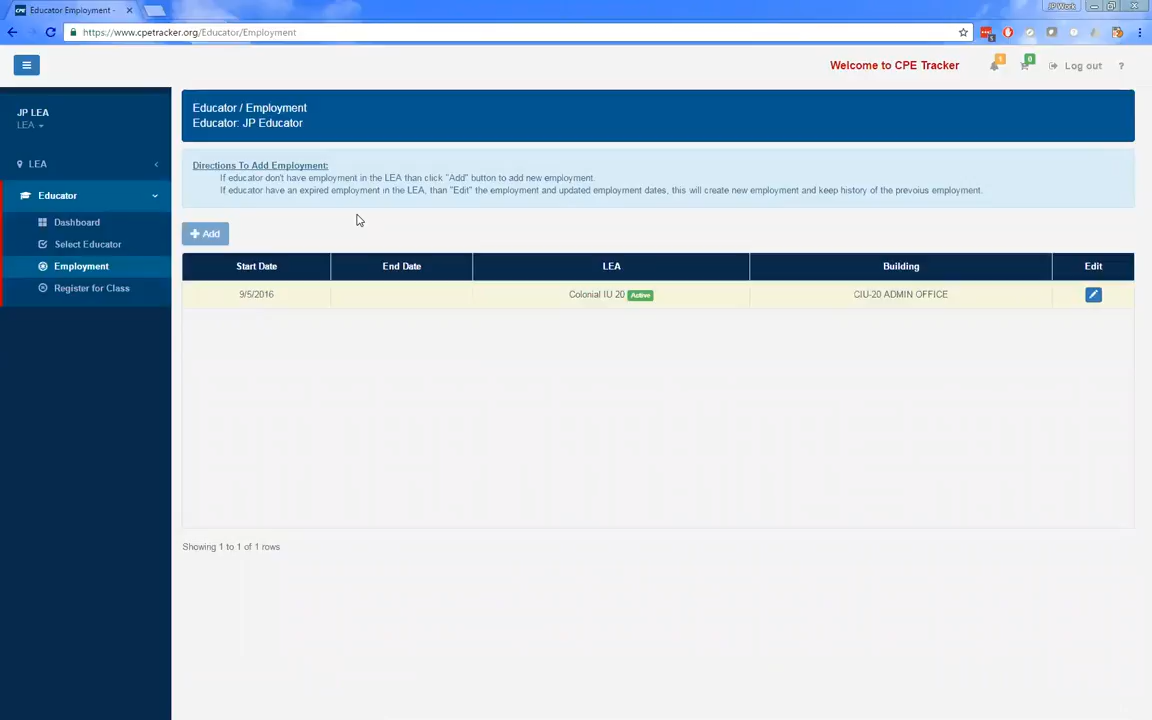 Educator Employment -
JP Work
https://www.cpetracker.org/Educator/Employment
Welcome to CPE Tracker
1
0
Log out
?
JP LEA
LEA
LEA
Educator
Dashboard
Select Educator
Employment
Register for Class
Educator / Employment
Educator: JP Educator
Directions To Add Employment:
If educator don't have employment in the LEA than click "Add" button to add new employment.
If educator have an expired employment in the LEA, than "Edit" the employment and updated employment dates, this will create new employment and keep history of the prevoius employment.
+ Add
Start Date End Date LEA Building Edit
9/5/2016 Colonial IU 20 Active CIU-20 ADMIN OFFICE
Showing 1 to 1 of 1 rows